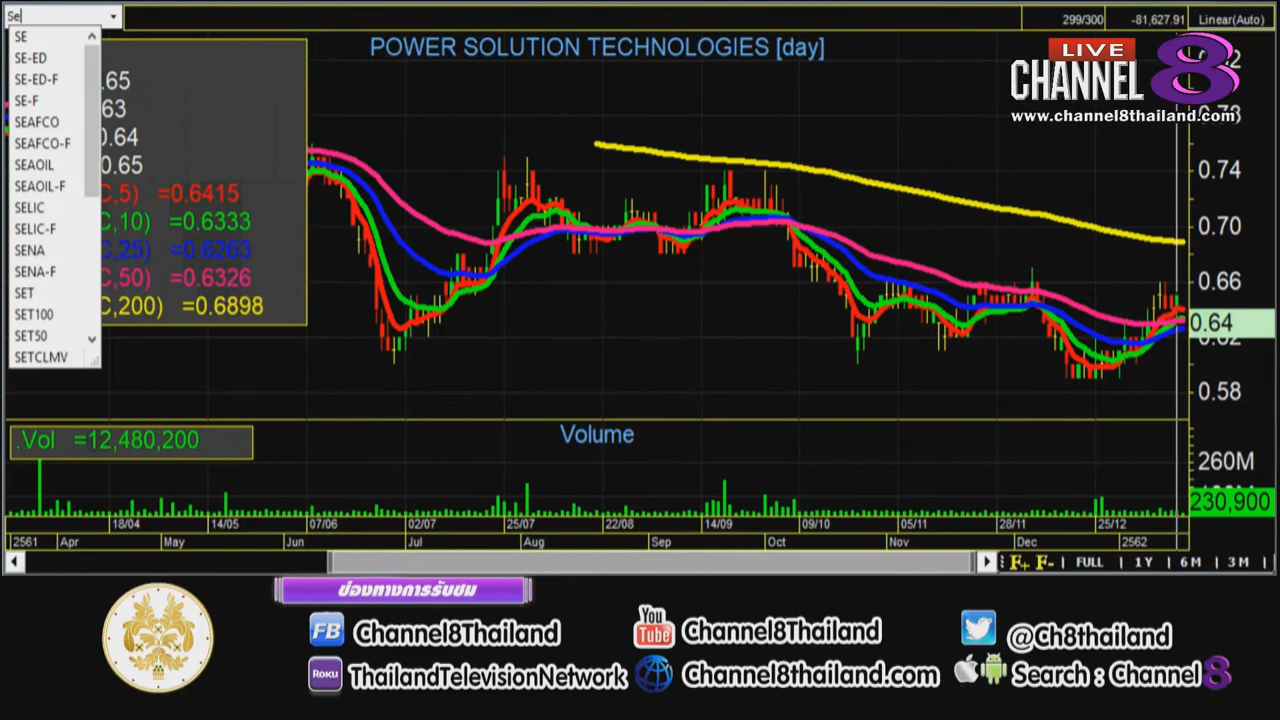 Se
299/300
-81,627.91
Linear(Auto)
SE
SE-ED
SE-ED-F
SE-F
SEAFCO
SEAFCO-F
SEAOIL
SEAOIL-F
SELIC
SELIC-F
SENA
SENA-F
SET
SET100
SET50
SETCLMV
.65
.63
0.64
0.65
C,5) =0.6415
C,10) =0.6333
C,25) =0.6263
C,50) =0.6326
C,200) =0.6898
POWER SOLUTION TECHNOLOGIES [day]
LIVE
CHANNEL 8
www.channel8thailand.com
0.74
0.70
0.66
0.64
0.62
0.58
.Vol =12,480,200
Volume
260M
230,900
18/04 14/05 07/06 02/07 25/07 22/08 14/09 09/10 05/11 28/11 25/12
2561 Apr May Jun Jul Aug Sep Oct Nov Dec 2562
F+ F- FULL 1Y 6M 3M
ช่องทางการรับชม
FB Channel8Thailand
You Tube Channel8Thailand
@Ch8thailand
ROKU ThailandTelevisionNetwork
Channel8thailand.com
Search : Channel 8